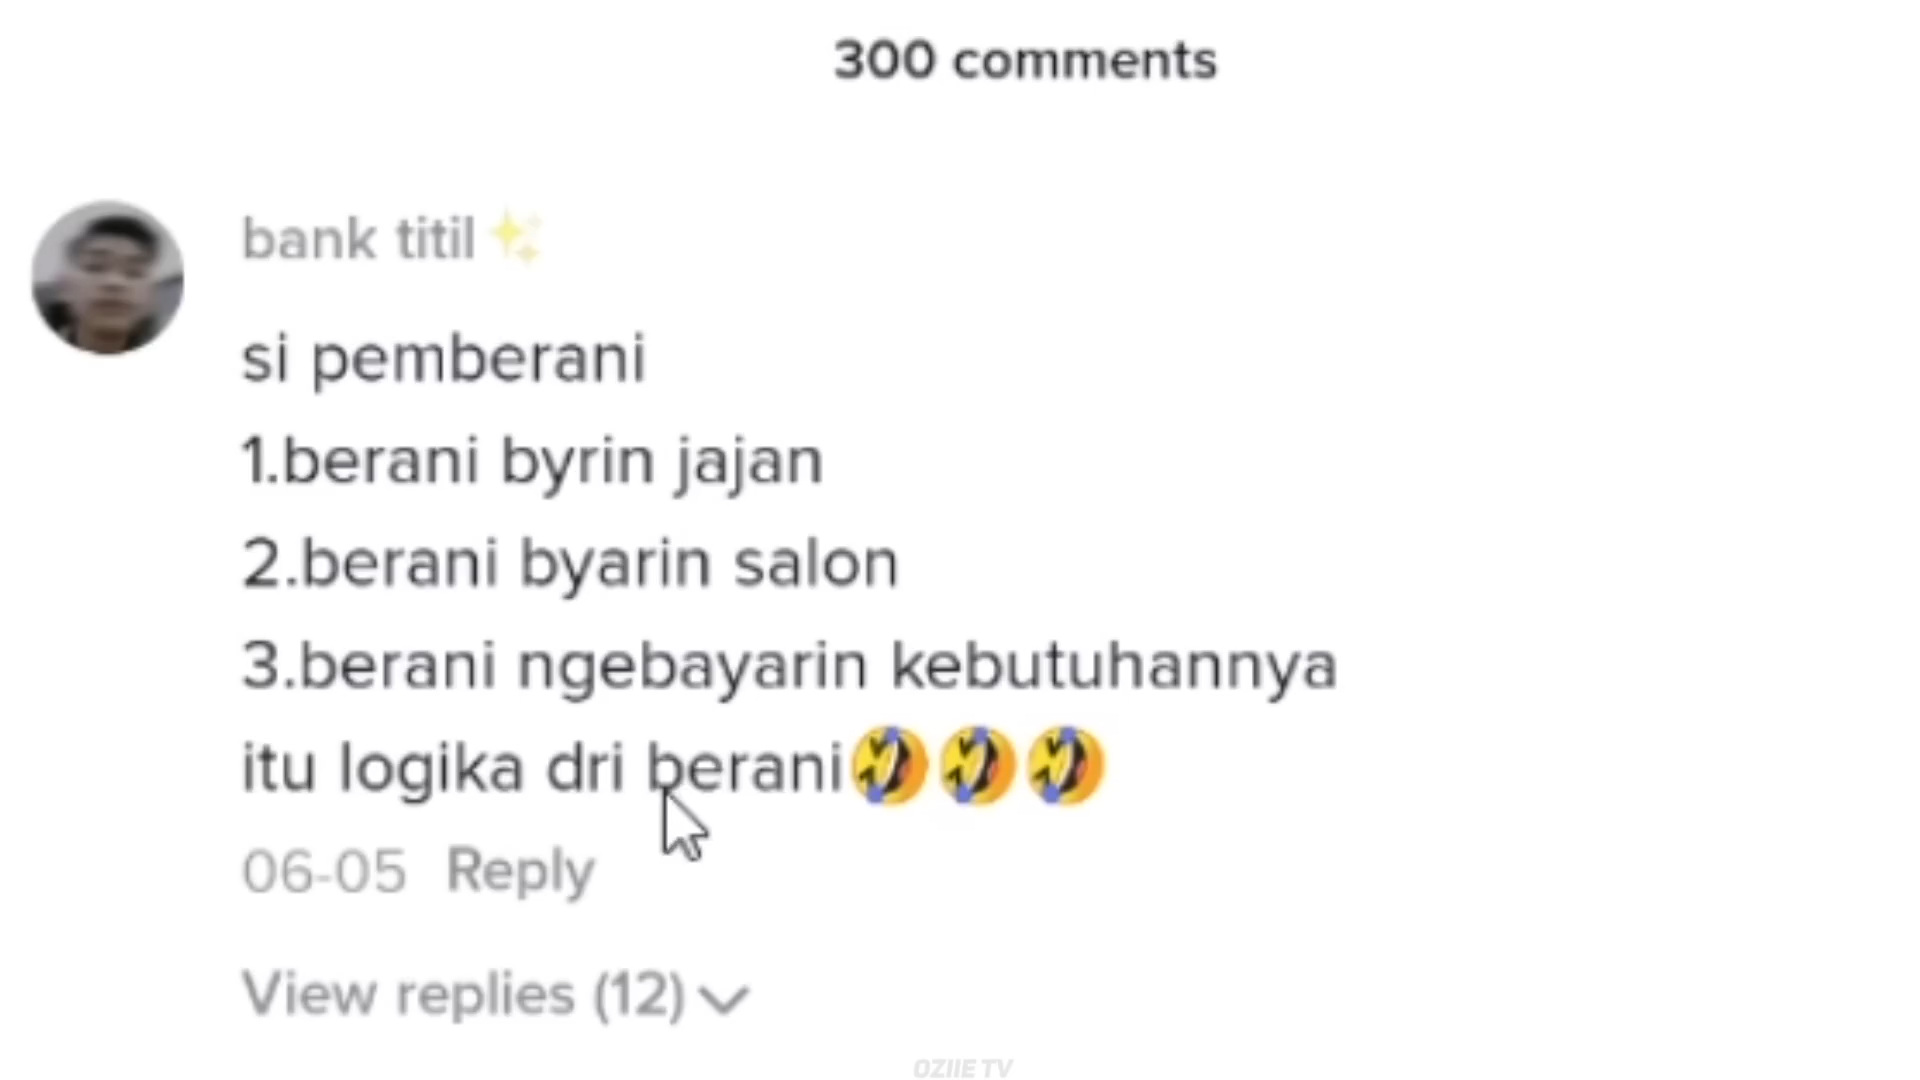 300 comments
bank titil✨
si pemberani
1.berani byrin jajan
2.berani byarin salon
3.berani ngebayarin kebutuhannya
itu logika dri berani🤣🤣🤣
06-05 Reply
View replies (12)
OZIIE TV